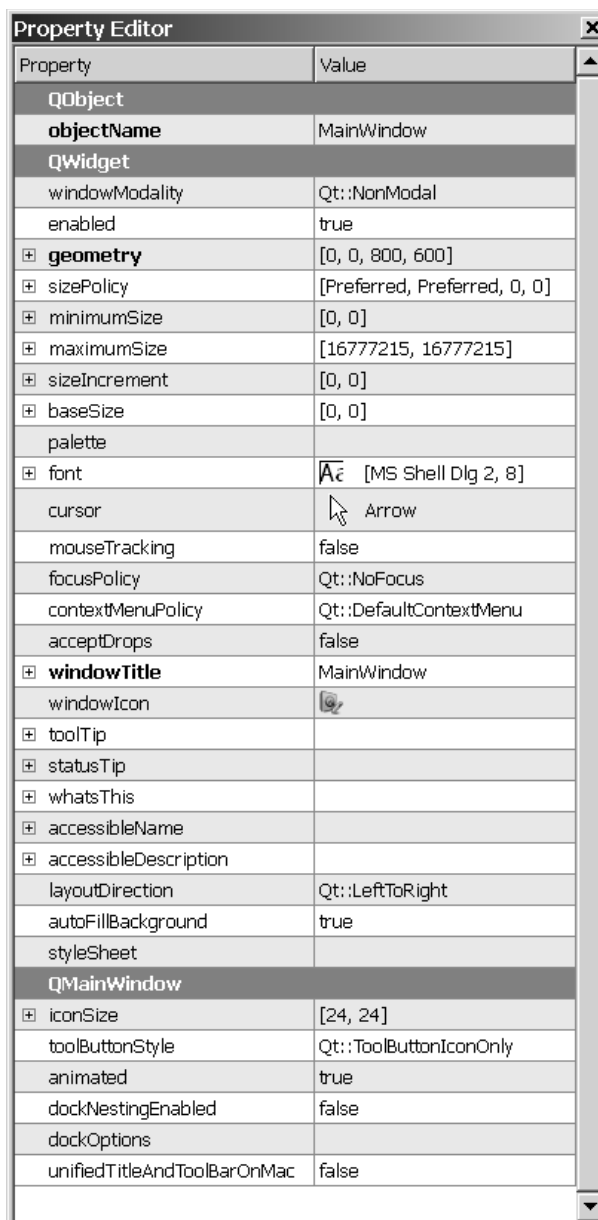 Property Editor
Property Value
QObject
objectName MainWindow
QWidget
windowModality Qt::NonModal
enabled true
geometry [0, 0, 800, 600]
sizePolicy [Preferred, Preferred, 0, 0]
minimumSize [0, 0]
maximumSize [16777215, 16777215]
sizeIncrement [0, 0]
baseSize [0, 0]
palette
font Aa [MS Shell Dlg 2, 8]
cursor Arrow
mouseTracking false
focusPolicy Qt::NoFocus
contextMenuPolicy Qt::DefaultContextMenu
acceptDrops false
windowTitle MainWindow
windowIcon
toolTip
statusTip
whatsThis
accessibleName
accessibleDescription
layoutDirection Qt::LeftToRight
autoFillBackground true
styleSheet
QMainWindow
iconSize [24, 24]
toolButtonStyle Qt::ToolButtonIconOnly
animated true
dockNestingEnabled false
dockOptions
unifiedTitleAndToolBarOnMac false